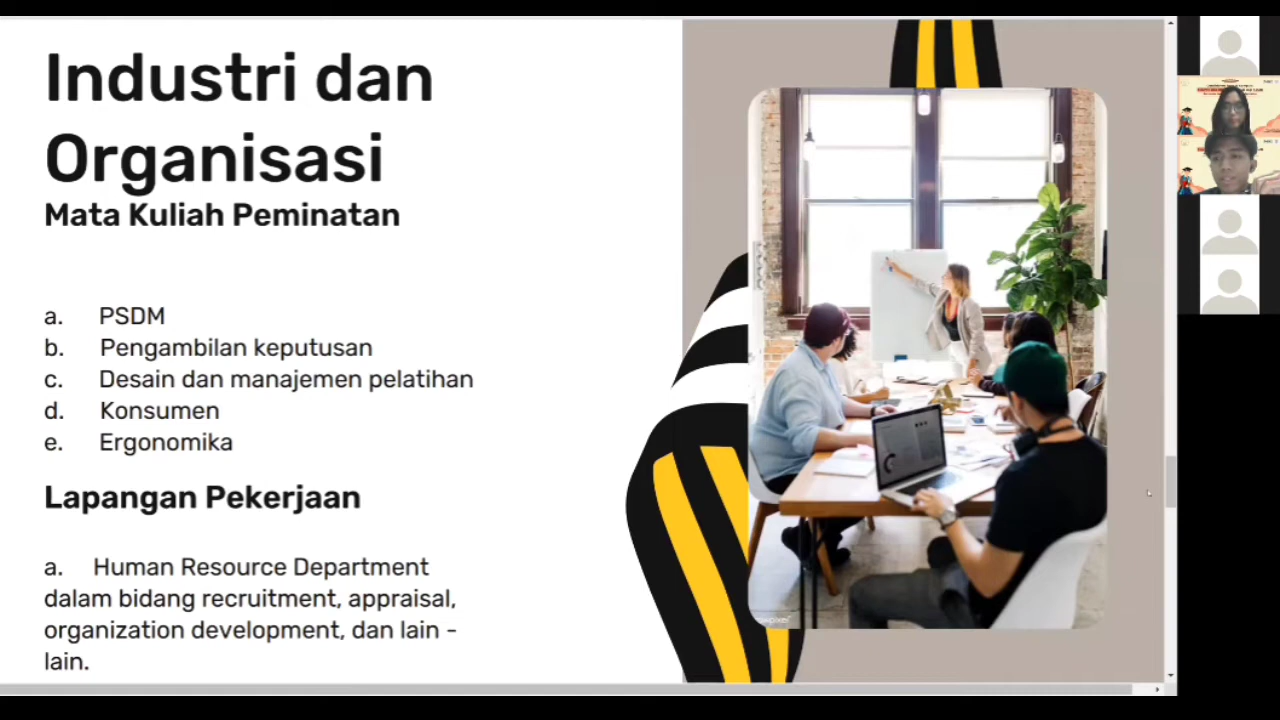 Industri dan
Organisasi
Mata Kuliah Peminatan
a. PSDM
b. Pengambilan keputusan
c. Desain dan manajemen pelatihan
d. Konsumen
e. Ergonomika
Lapangan Pekerjaan
a. Human Resource Department
dalam bidang recruitment, appraisal,
organization development, dan lain -
lain.